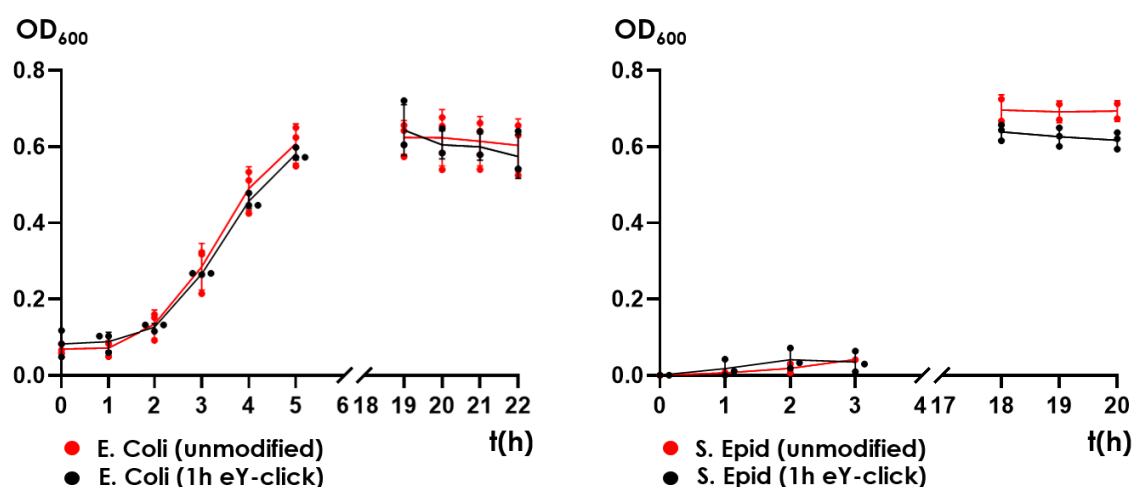 OD600
0.8
0.6
0.4
0.2
0.0
0 1 2 3 4 5 6 18 19 20 21 22
t(h)
E. Coli (unmodified)
E. Coli (1h eY-click)
OD600
0.8
0.6
0.4
0.2
0.0
0 1 2 3 4 17 18 19 20
t(h)
S. Epid (unmodified)
S. Epid (1h eY-click)